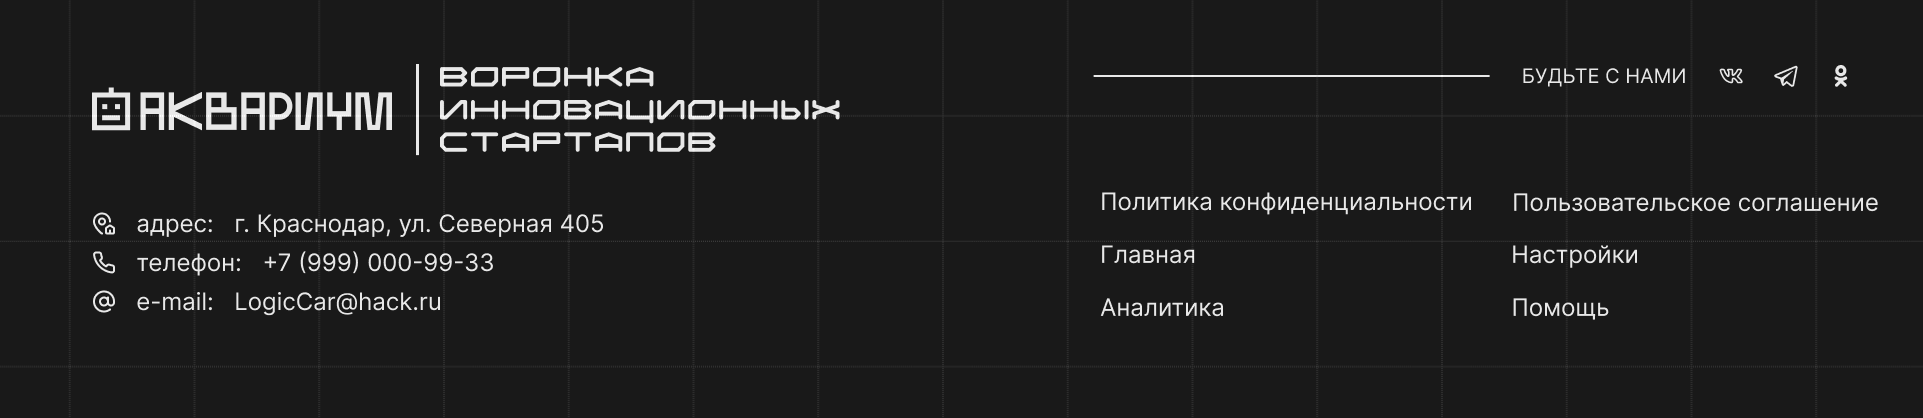 АКВАРИУМ
ВОРОНКА
ИННОВАЦИОННЫХ
СТАРТАПОВ
адрес: г. Краснодар, ул. Северная 405
телефон: +7 (999) 000-99-33
e-mail: LogicCar@hack.ru
БУДЬТЕ С НАМИ
Политика конфиденциальности
Пользовательское соглашение
Главная
Настройки
Аналитика
Помощь